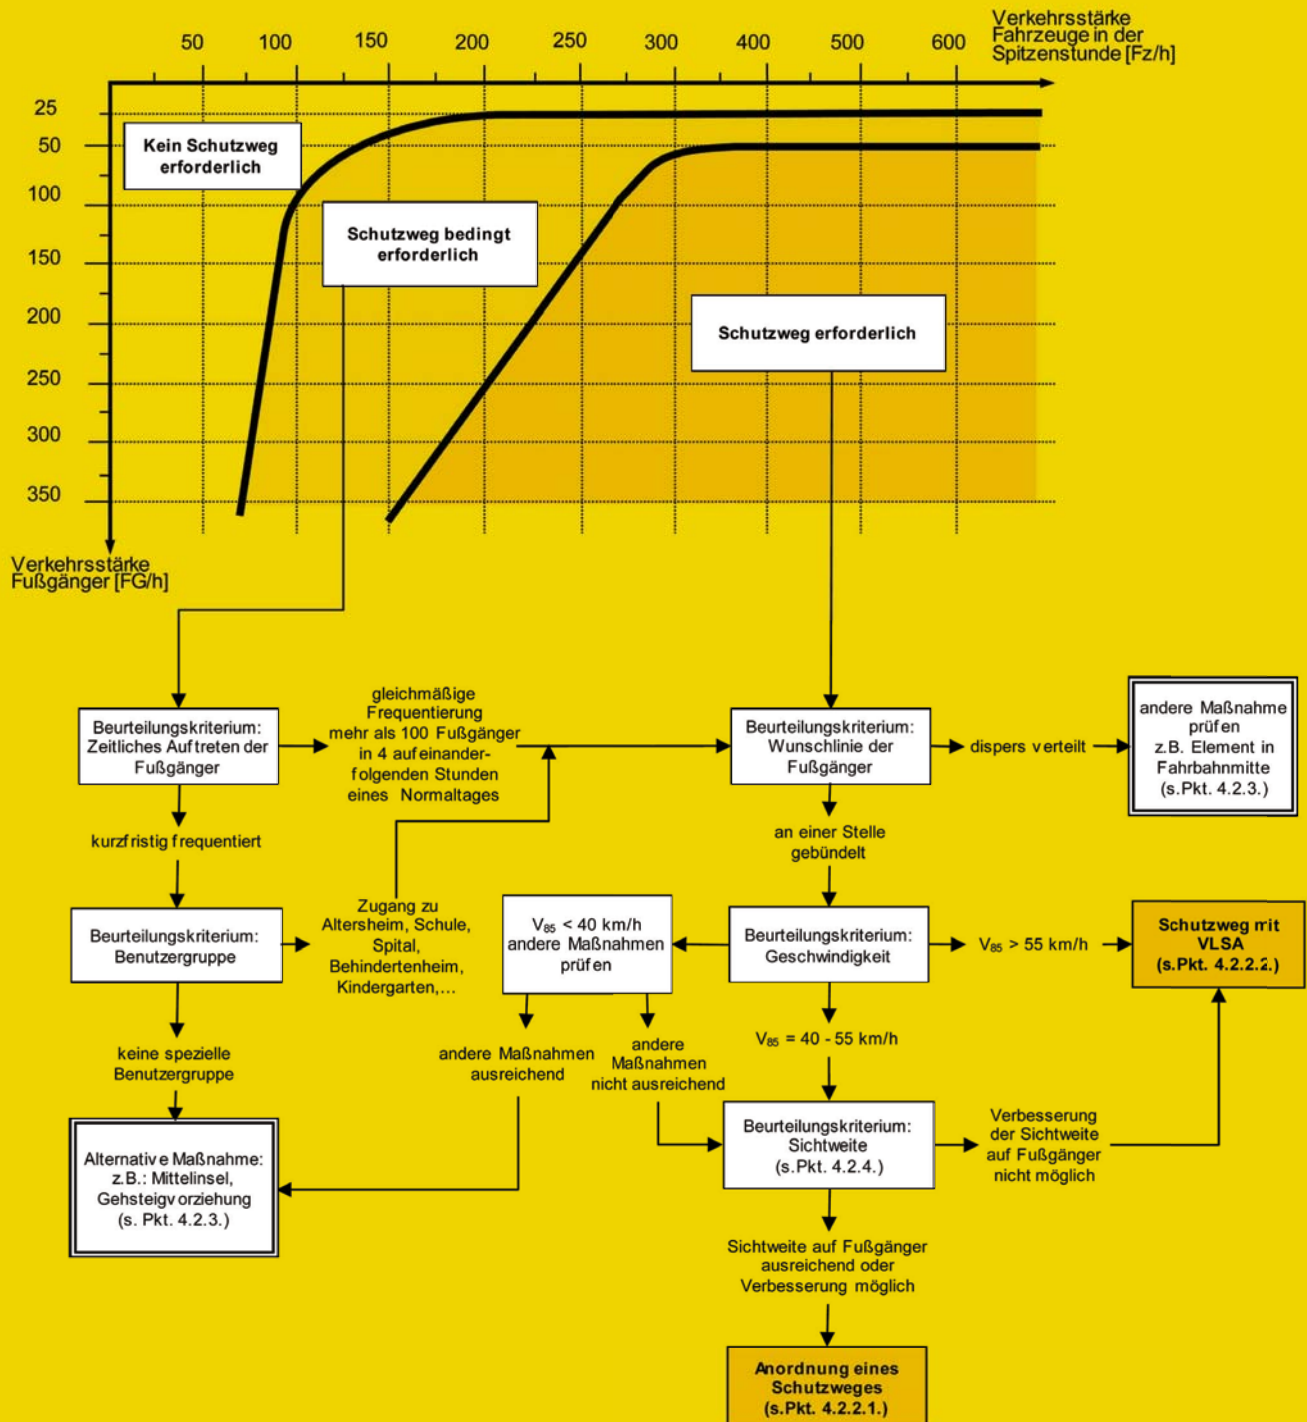 Verkehrsstärke
Fahrzeuge in der
Spitzenstunde [Fz/h]
50 100 150 200 250 300 400 500 600
25
50
100
150
200
250
300
350
Kein Schutzweg
erforderlich
Schutzweg bedingt
erforderlich
Schutzweg erforderlich
Verkehrsstärke
Fußgänger [FG/h]
Beurteilungskriterium:
Zeitliches Auftreten der
Fußgänger
gleichmäßige
Frequentierung
mehr als 100 Fußgänger
in 4 aufeinander-
folgenden Stunden
eines Normaltages
Beurteilungskriterium:
Wunschlinie der
Fußgänger
dispers verteilt
andere Maßnahme
prüfen
z.B. Element in
Fahrbahnmitte
(s.Pkt. 4.2.3.)
kurzfristig frequentiert
an einer Stelle
gebündelt
Beurteilungskriterium:
Benutzergruppe
Zugang zu
Altersheim, Schule,
Spital,
Behindertenheim,
Kindergarten,...
V85 < 40 km/h
andere Maßnahmen
prüfen
Beurteilungskriterium:
Geschwindigkeit
V85 > 55 km/h
Schutzweg mit
VLSA
(s.Pkt. 4.2.2.2.)
keine spezielle
Benutzergruppe
andere Maßnahmen
ausreichend
andere
Maßnahmen
nicht ausreichend
V85 = 40 - 55 km/h
Alternative Maßnahme:
z.B.: Mittelinsel,
Gehsteigvorziehung
(s. Pkt. 4.2.3.)
Beurteilungskriterium:
Sichtweite
(s.Pkt. 4.2.4.)
Verbesserung
der Sichtweite
auf Fußgänger
nicht möglich
Sichtweite auf Fußgänger
ausreichend oder
Verbesserung möglich
Anordnung eines
Schutzweges
(s.Pkt. 4.2.2.1.)